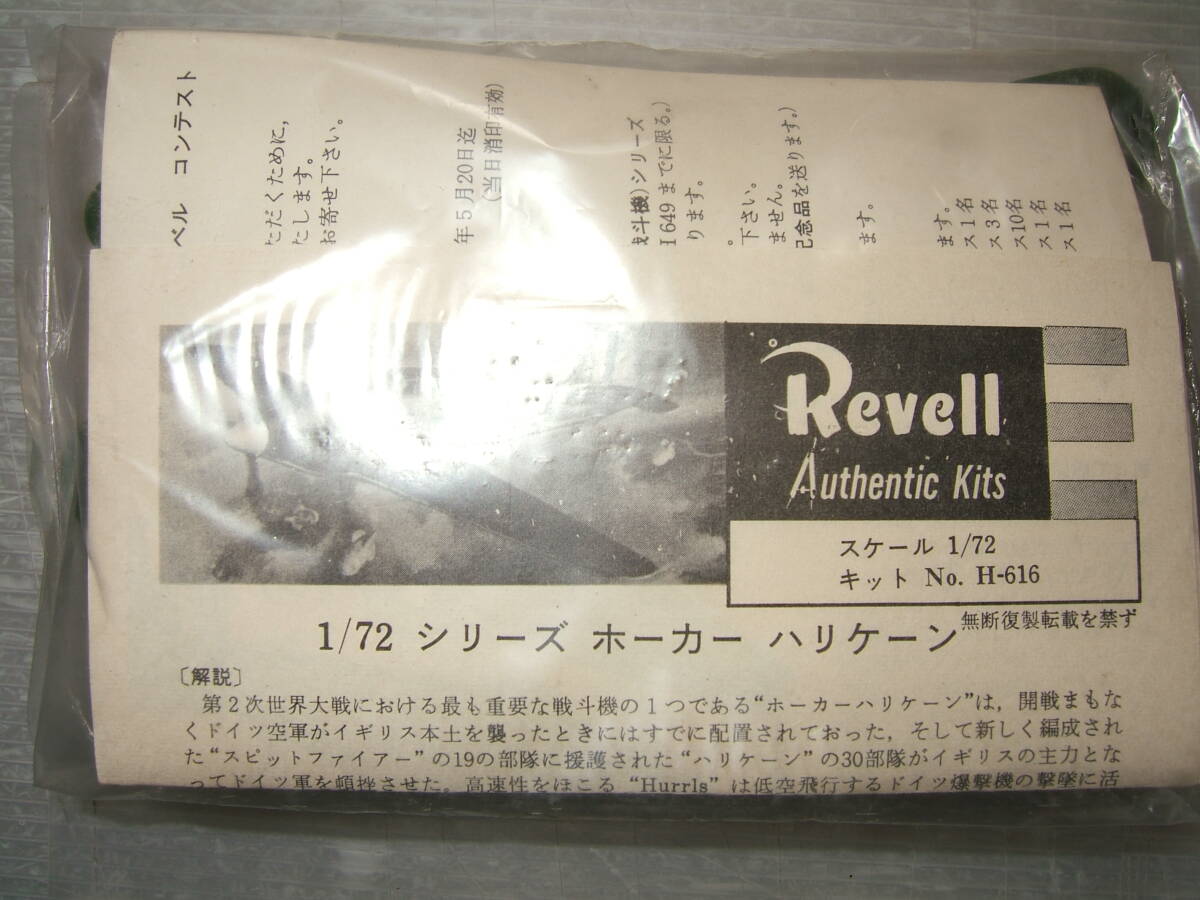 ベル コンテスト
ただくために,
たします。
お寄せ下さい。
年5月20日迄
(当日消印有効)
斗機)シリーズ
1649までに限る。)
ります。
下さい。
ません。
念品を送ります。)
ます。
ます。
ス1名
ス3名
ス10名
ス1名
ス1名
Revell
Authentic Kits
スケール 1/72
キット No. H-616
無断復製転載を禁ず
1/72 シリーズ ホーカー ハリケーン
〔解説〕
第2次世界大戦における最も重要な戦斗機の1つである“ホーカーハリケーン”は, 開戦まもな
くドイツ空軍がイギリス本土を襲ったときにはすでに配置されておった, そして新しく編成され
た“スピットファイアー”の19の部隊に援護された“ハリケーン”の30部隊がイギリスの主力とな
ってドイツ軍を頓挫させた。高速性をほこる “Hurrls”は低空飛行するドイツ爆撃機の撃墜に活